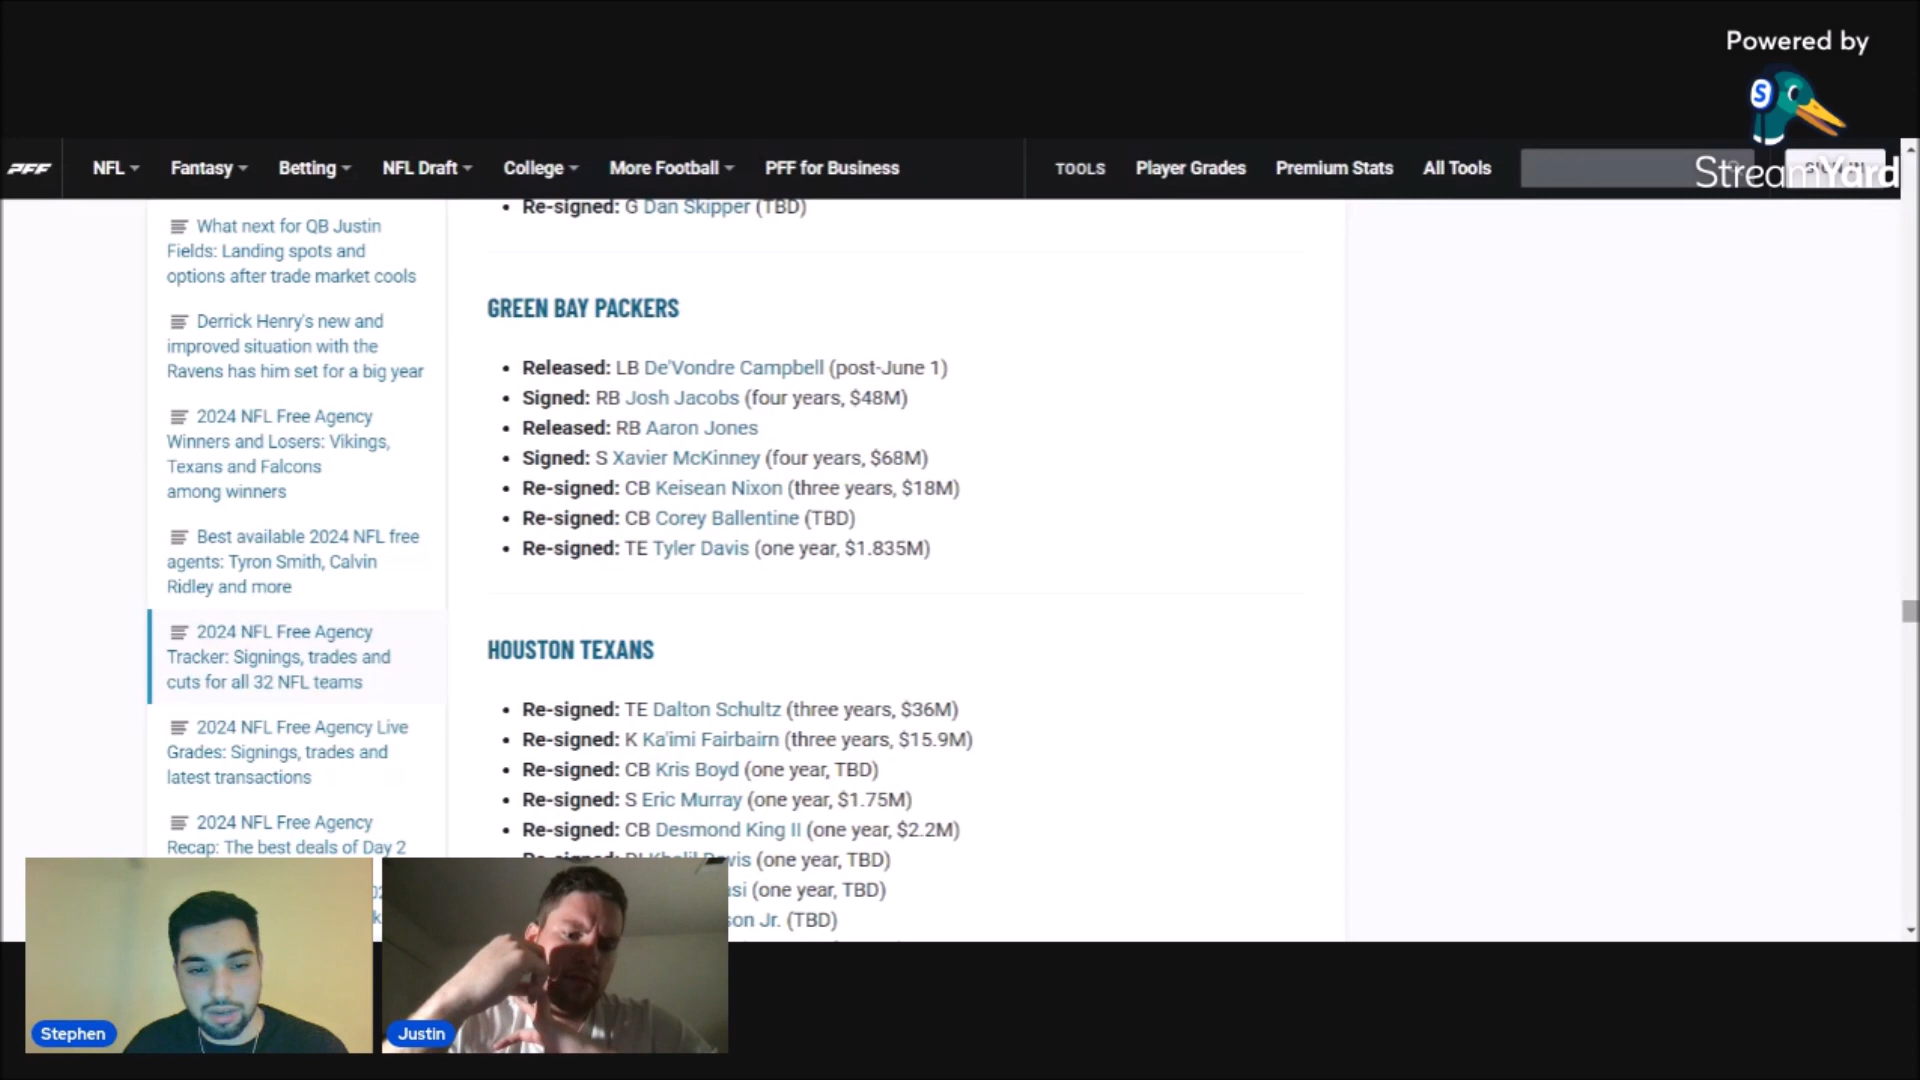 Powered by
StreamYard
PFF
NFL
Fantasy
Betting
NFL Draft
College
More Football
PFF for Business
TOOLS
Player Grades
Premium Stats
All Tools
What next for QB Justin
Fields: Landing spots and
options after trade market cools
Derrick Henry's new and
improved situation with the
Ravens has him set for a big year
2024 NFL Free Agency
Winners and Losers: Vikings,
Texans and Falcons
among winners
Best available 2024 NFL free
agents: Tyron Smith, Calvin
Ridley and more
2024 NFL Free Agency
Tracker: Signings, trades and
cuts for all 32 NFL teams
2024 NFL Free Agency Live
Grades: Signings, trades and
latest transactions
2024 NFL Free Agency
Recap: The best deals of Day 2
• Re-signed: G Dan Skipper (TBD)
GREEN BAY PACKERS
• Released: LB De'Vondre Campbell (post-June 1)
• Signed: RB Josh Jacobs (four years, $48M)
• Released: RB Aaron Jones
• Signed: S Xavier McKinney (four years, $68M)
• Re-signed: CB Keisean Nixon (three years, $18M)
• Re-signed: CB Corey Ballentine (TBD)
• Re-signed: TE Tyler Davis (one year, $1.835M)
HOUSTON TEXANS
• Re-signed: TE Dalton Schultz (three years, $36M)
• Re-signed: K Ka'imi Fairbairn (three years, $15.9M)
• Re-signed: CB Kris Boyd (one year, TBD)
• Re-signed: S Eric Murray (one year, $1.75M)
• Re-signed: CB Desmond King II (one year, $2.2M)
(one year, TBD)
(one year, TBD)
Jr. (TBD)
Stephen
Justin